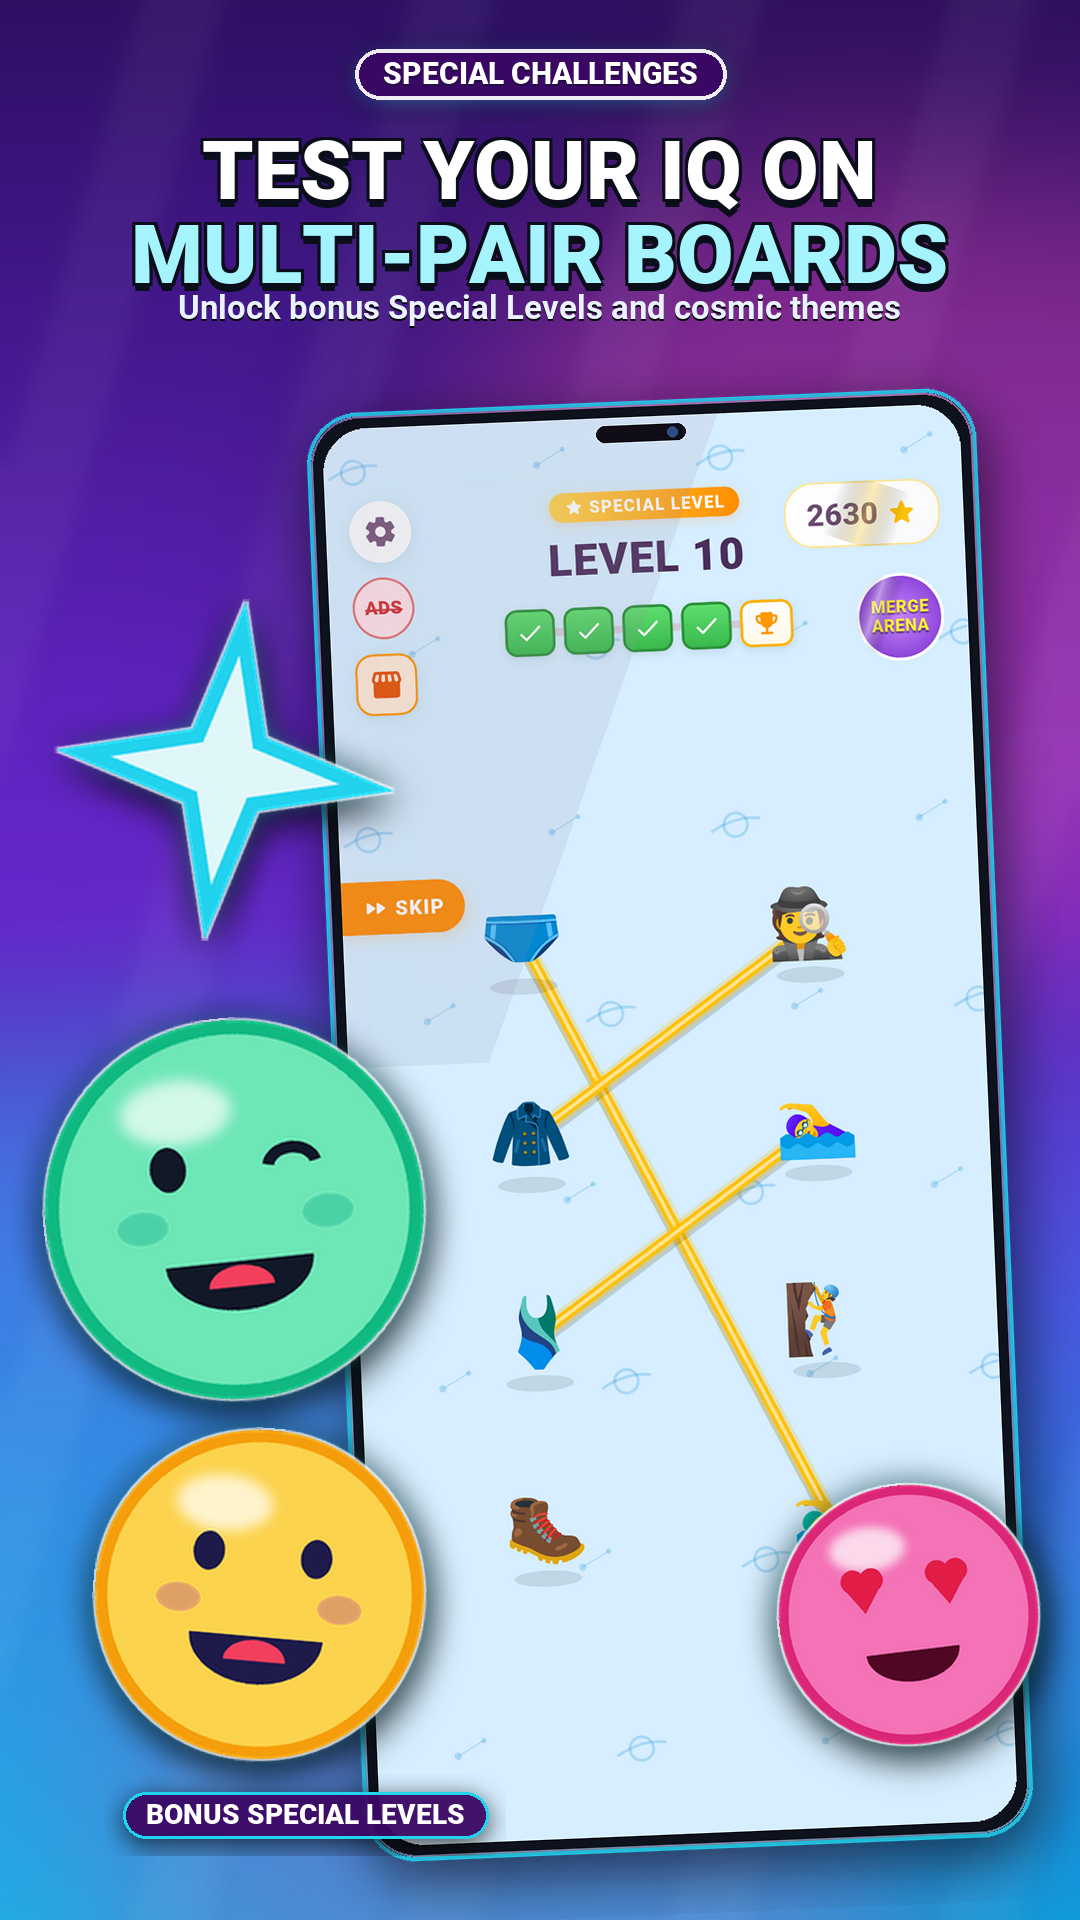 SPECIAL CHALLENGES
TEST YOUR IQ ON
MULTI-PAIR BOARDS
Unlock bonus Special Levels and cosmic themes
SPECIAL LEVEL
2630
LEVEL 10
ADS
MERGE
ARENA
SKIP
BONUS SPECIAL LEVELS